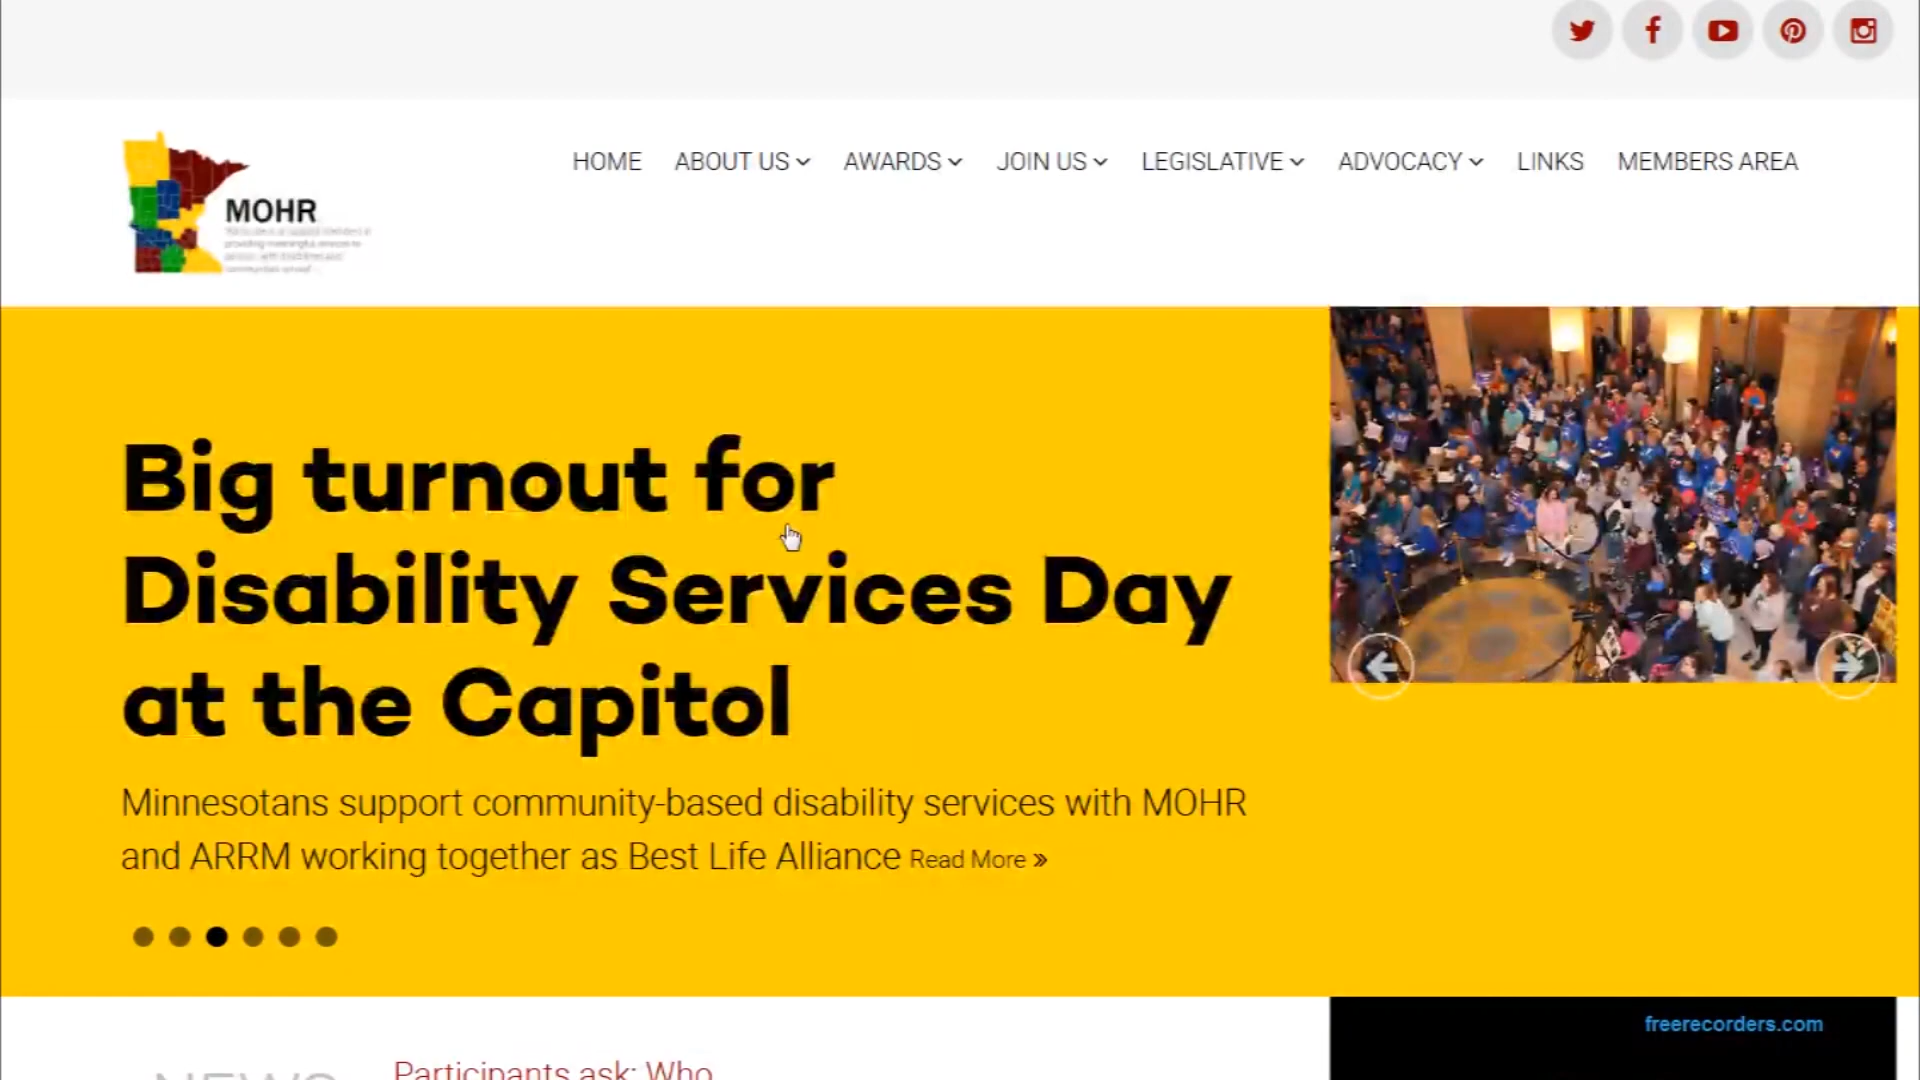 HOME ABOUT US AWARDS JOIN US LEGISLATIVE ADVOCACY LINKS MEMBERS AREA
MOHR
Big turnout for
Disability Services Day
at the Capitol
Minnesotans support community-based disability services with MOHR
and ARRM working together as Best Life Alliance Read More »
freerecorders.com
NEWS
Participants ask: Who